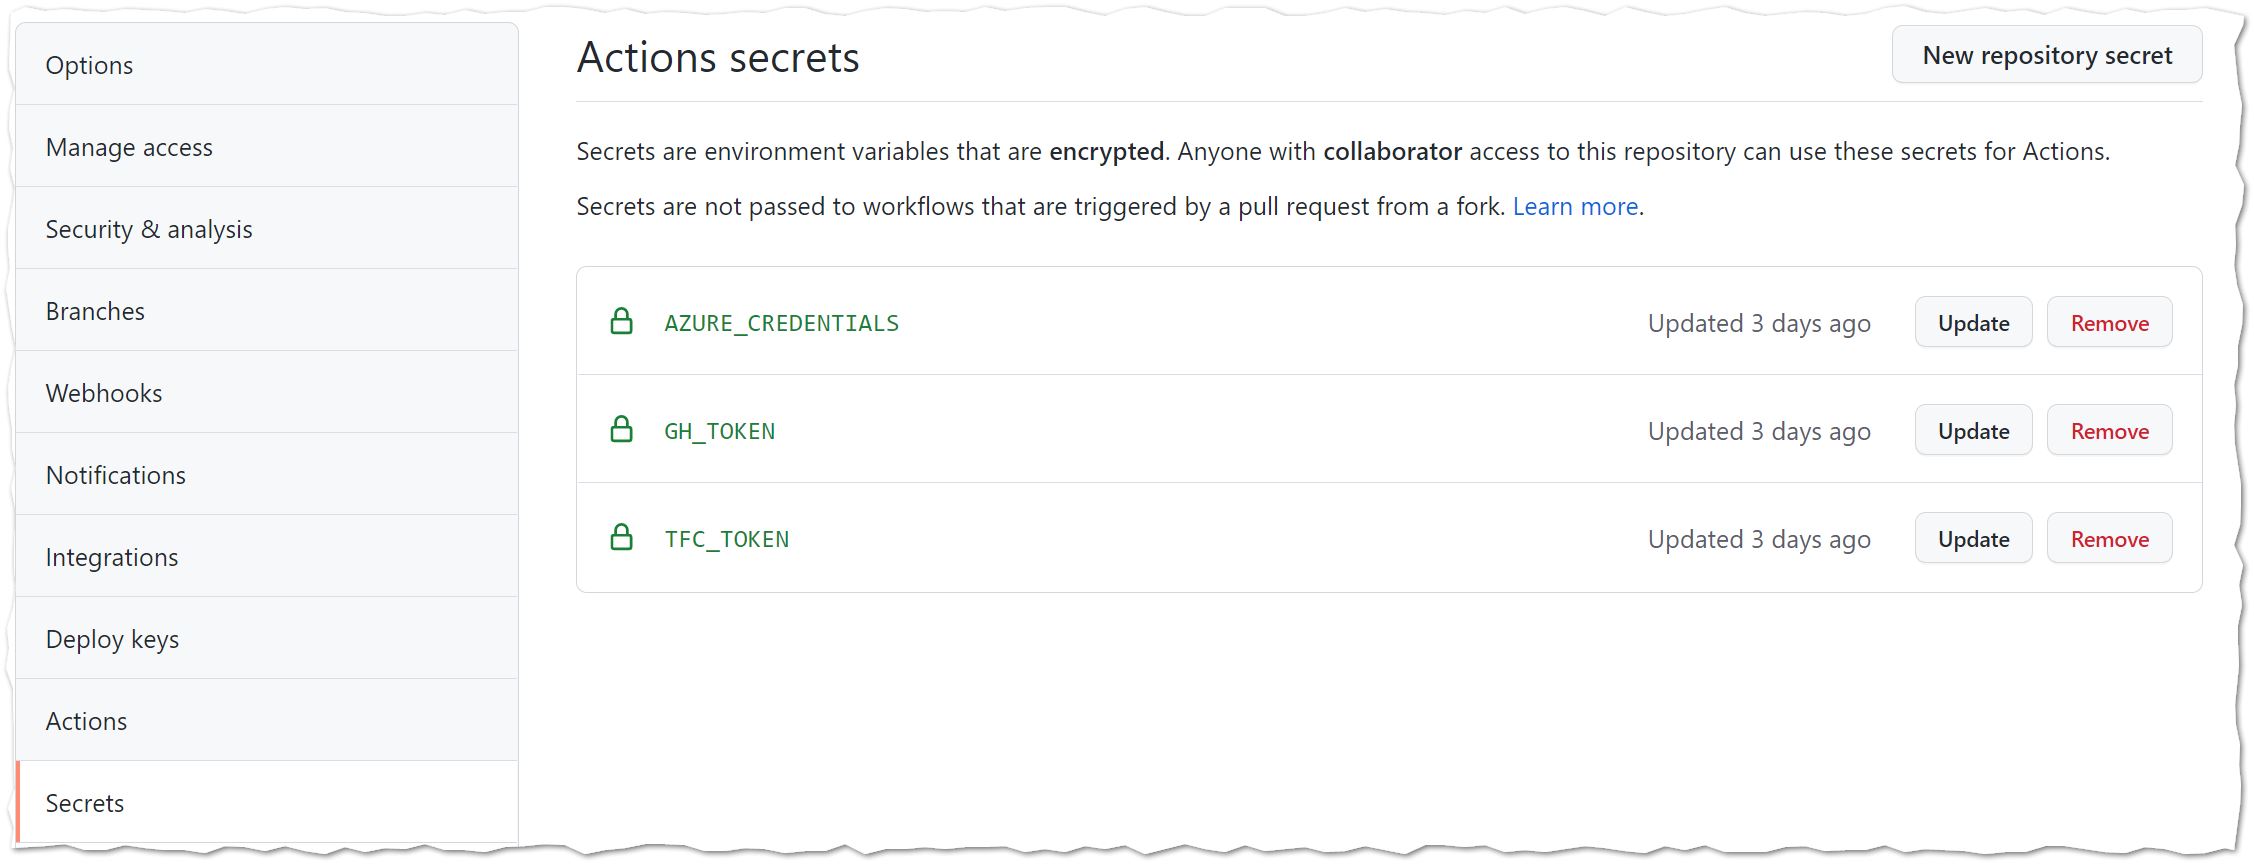 Options
Manage access
Security & analysis
Branches
Webhooks
Notifications
Integrations
Deploy keys
Actions
Secrets
Actions secrets
New repository secret
Secrets are environment variables that are encrypted. Anyone with collaborator access to this repository can use these secrets for Actions.
Secrets are not passed to workflows that are triggered by a pull request from a fork. Learn more.
AZURE_CREDENTIALS Updated 3 days ago Update Remove
GH_TOKEN Updated 3 days ago Update Remove
TFC_TOKEN Updated 3 days ago Update Remove